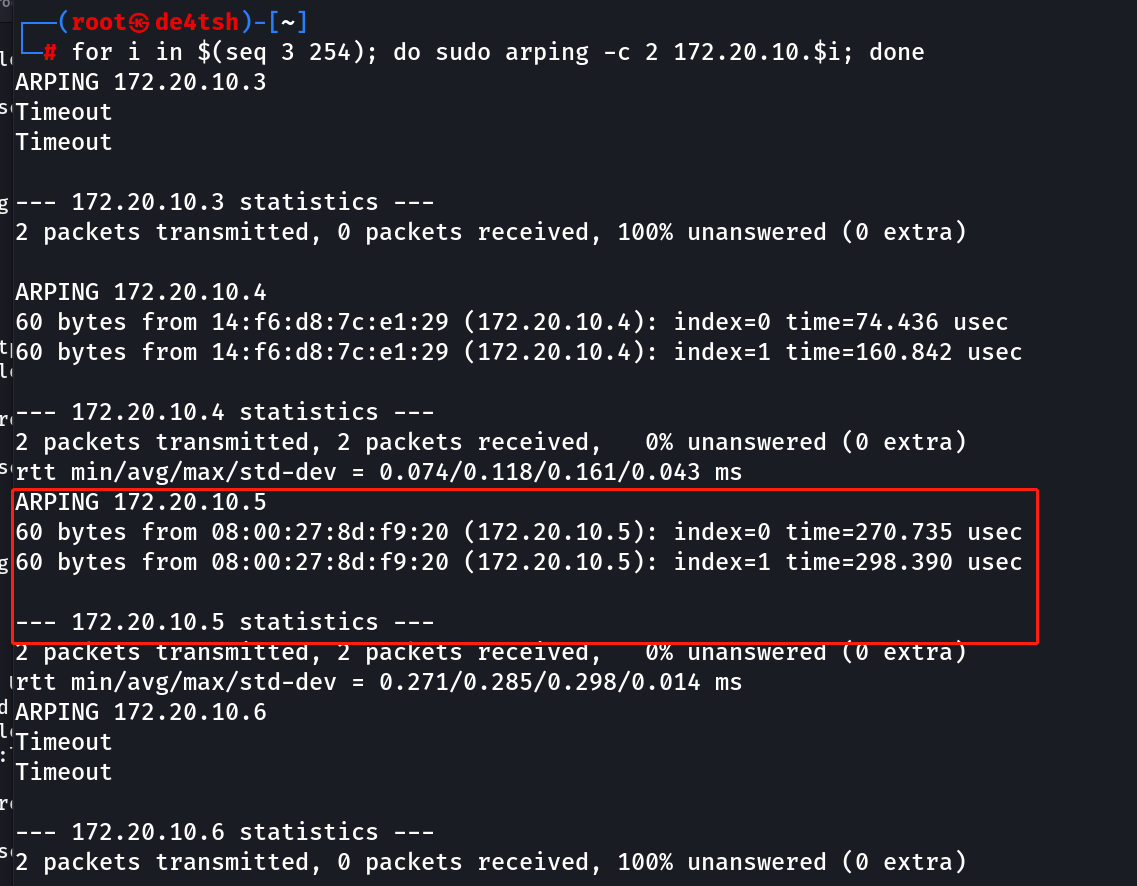 ┌──(root㉿de4tsh)-[~]
└─# for i in $(seq 3 254); do sudo arping -c 2 172.20.10.$i; done
ARPING 172.20.10.3
Timeout
Timeout
--- 172.20.10.3 statistics ---
2 packets transmitted, 0 packets received, 100% unanswered (0 extra)
ARPING 172.20.10.4
60 bytes from 14:f6:d8:7c:e1:29 (172.20.10.4): index=0 time=74.436 usec
60 bytes from 14:f6:d8:7c:e1:29 (172.20.10.4): index=1 time=160.842 usec
--- 172.20.10.4 statistics ---
2 packets transmitted, 2 packets received,   0% unanswered (0 extra)
rtt min/avg/max/std-dev = 0.074/0.118/0.161/0.043 ms
ARPING 172.20.10.5
60 bytes from 08:00:27:8d:f9:20 (172.20.10.5): index=0 time=270.735 usec
60 bytes from 08:00:27:8d:f9:20 (172.20.10.5): index=1 time=298.390 usec
--- 172.20.10.5 statistics ---
2 packets transmitted, 2 packets received,   0% unanswered (0 extra)
rtt min/avg/max/std-dev = 0.271/0.285/0.298/0.014 ms
ARPING 172.20.10.6
Timeout
Timeout
--- 172.20.10.6 statistics ---
2 packets transmitted, 0 packets received, 100% unanswered (0 extra)